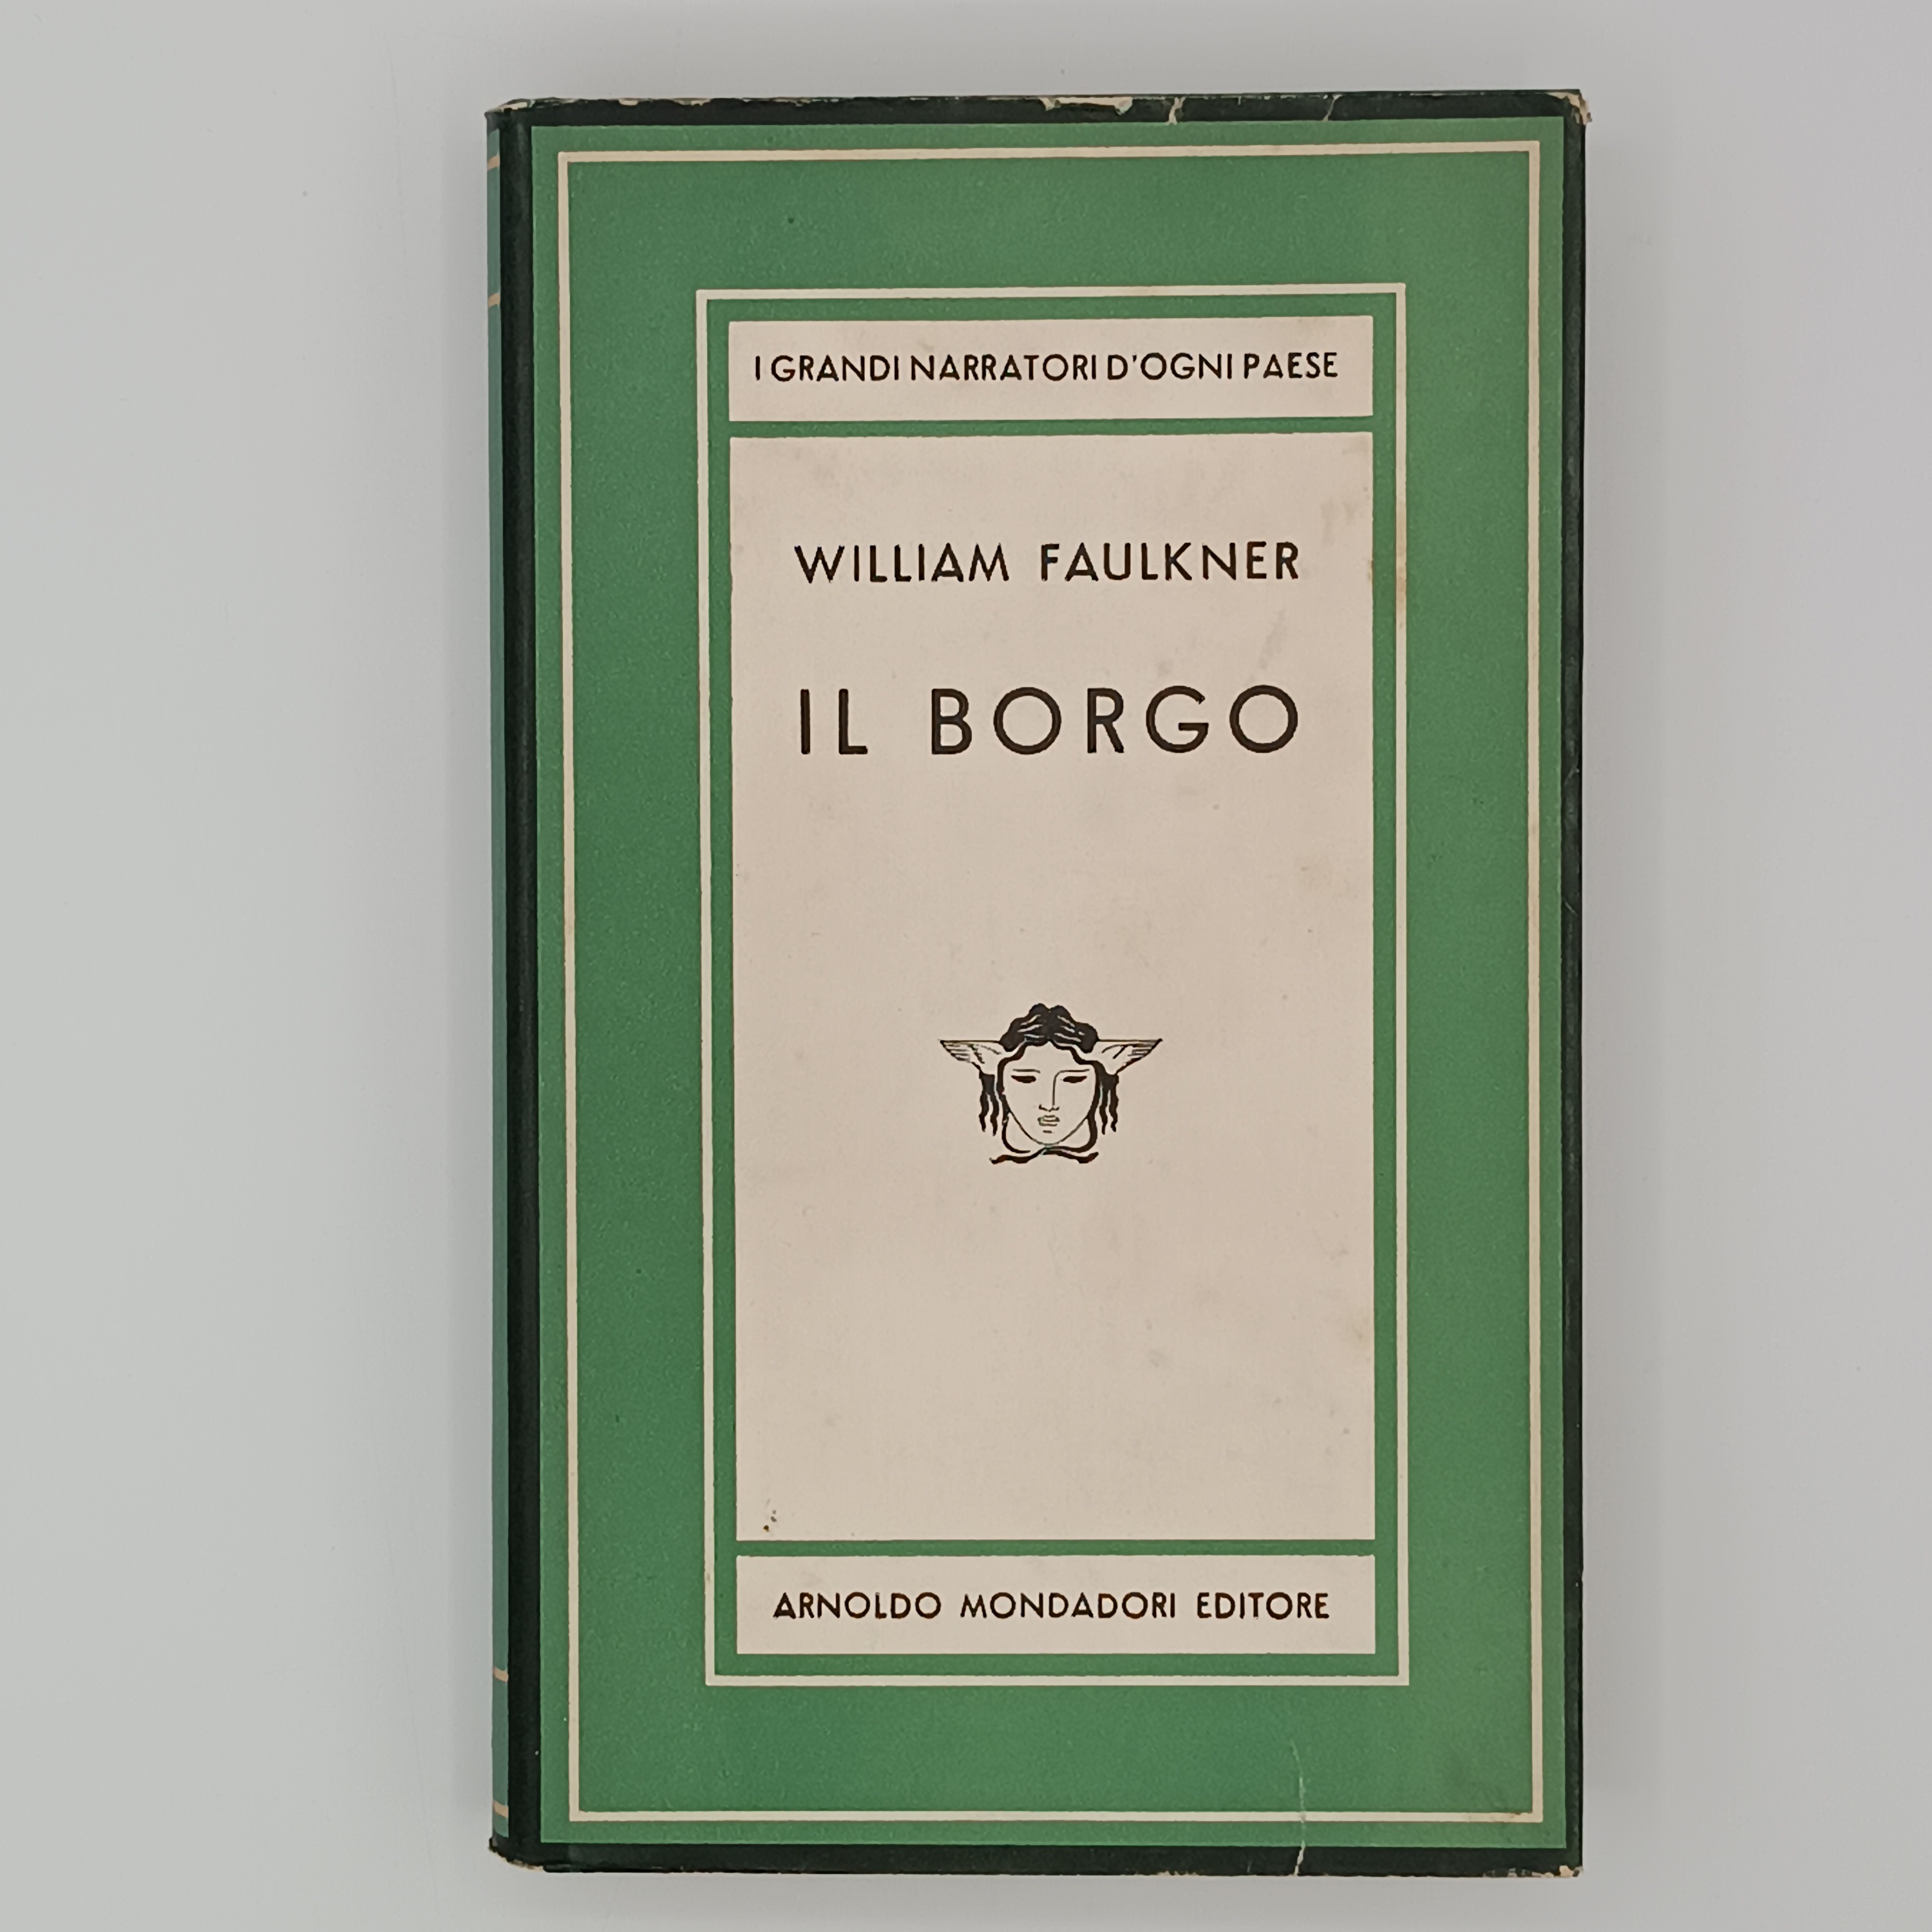 I GRANDI NARRATORI D'OGNI PAESE
WILLIAM FAULKNER
IL BORGO
ARNOLDO MONDADORI EDITORE